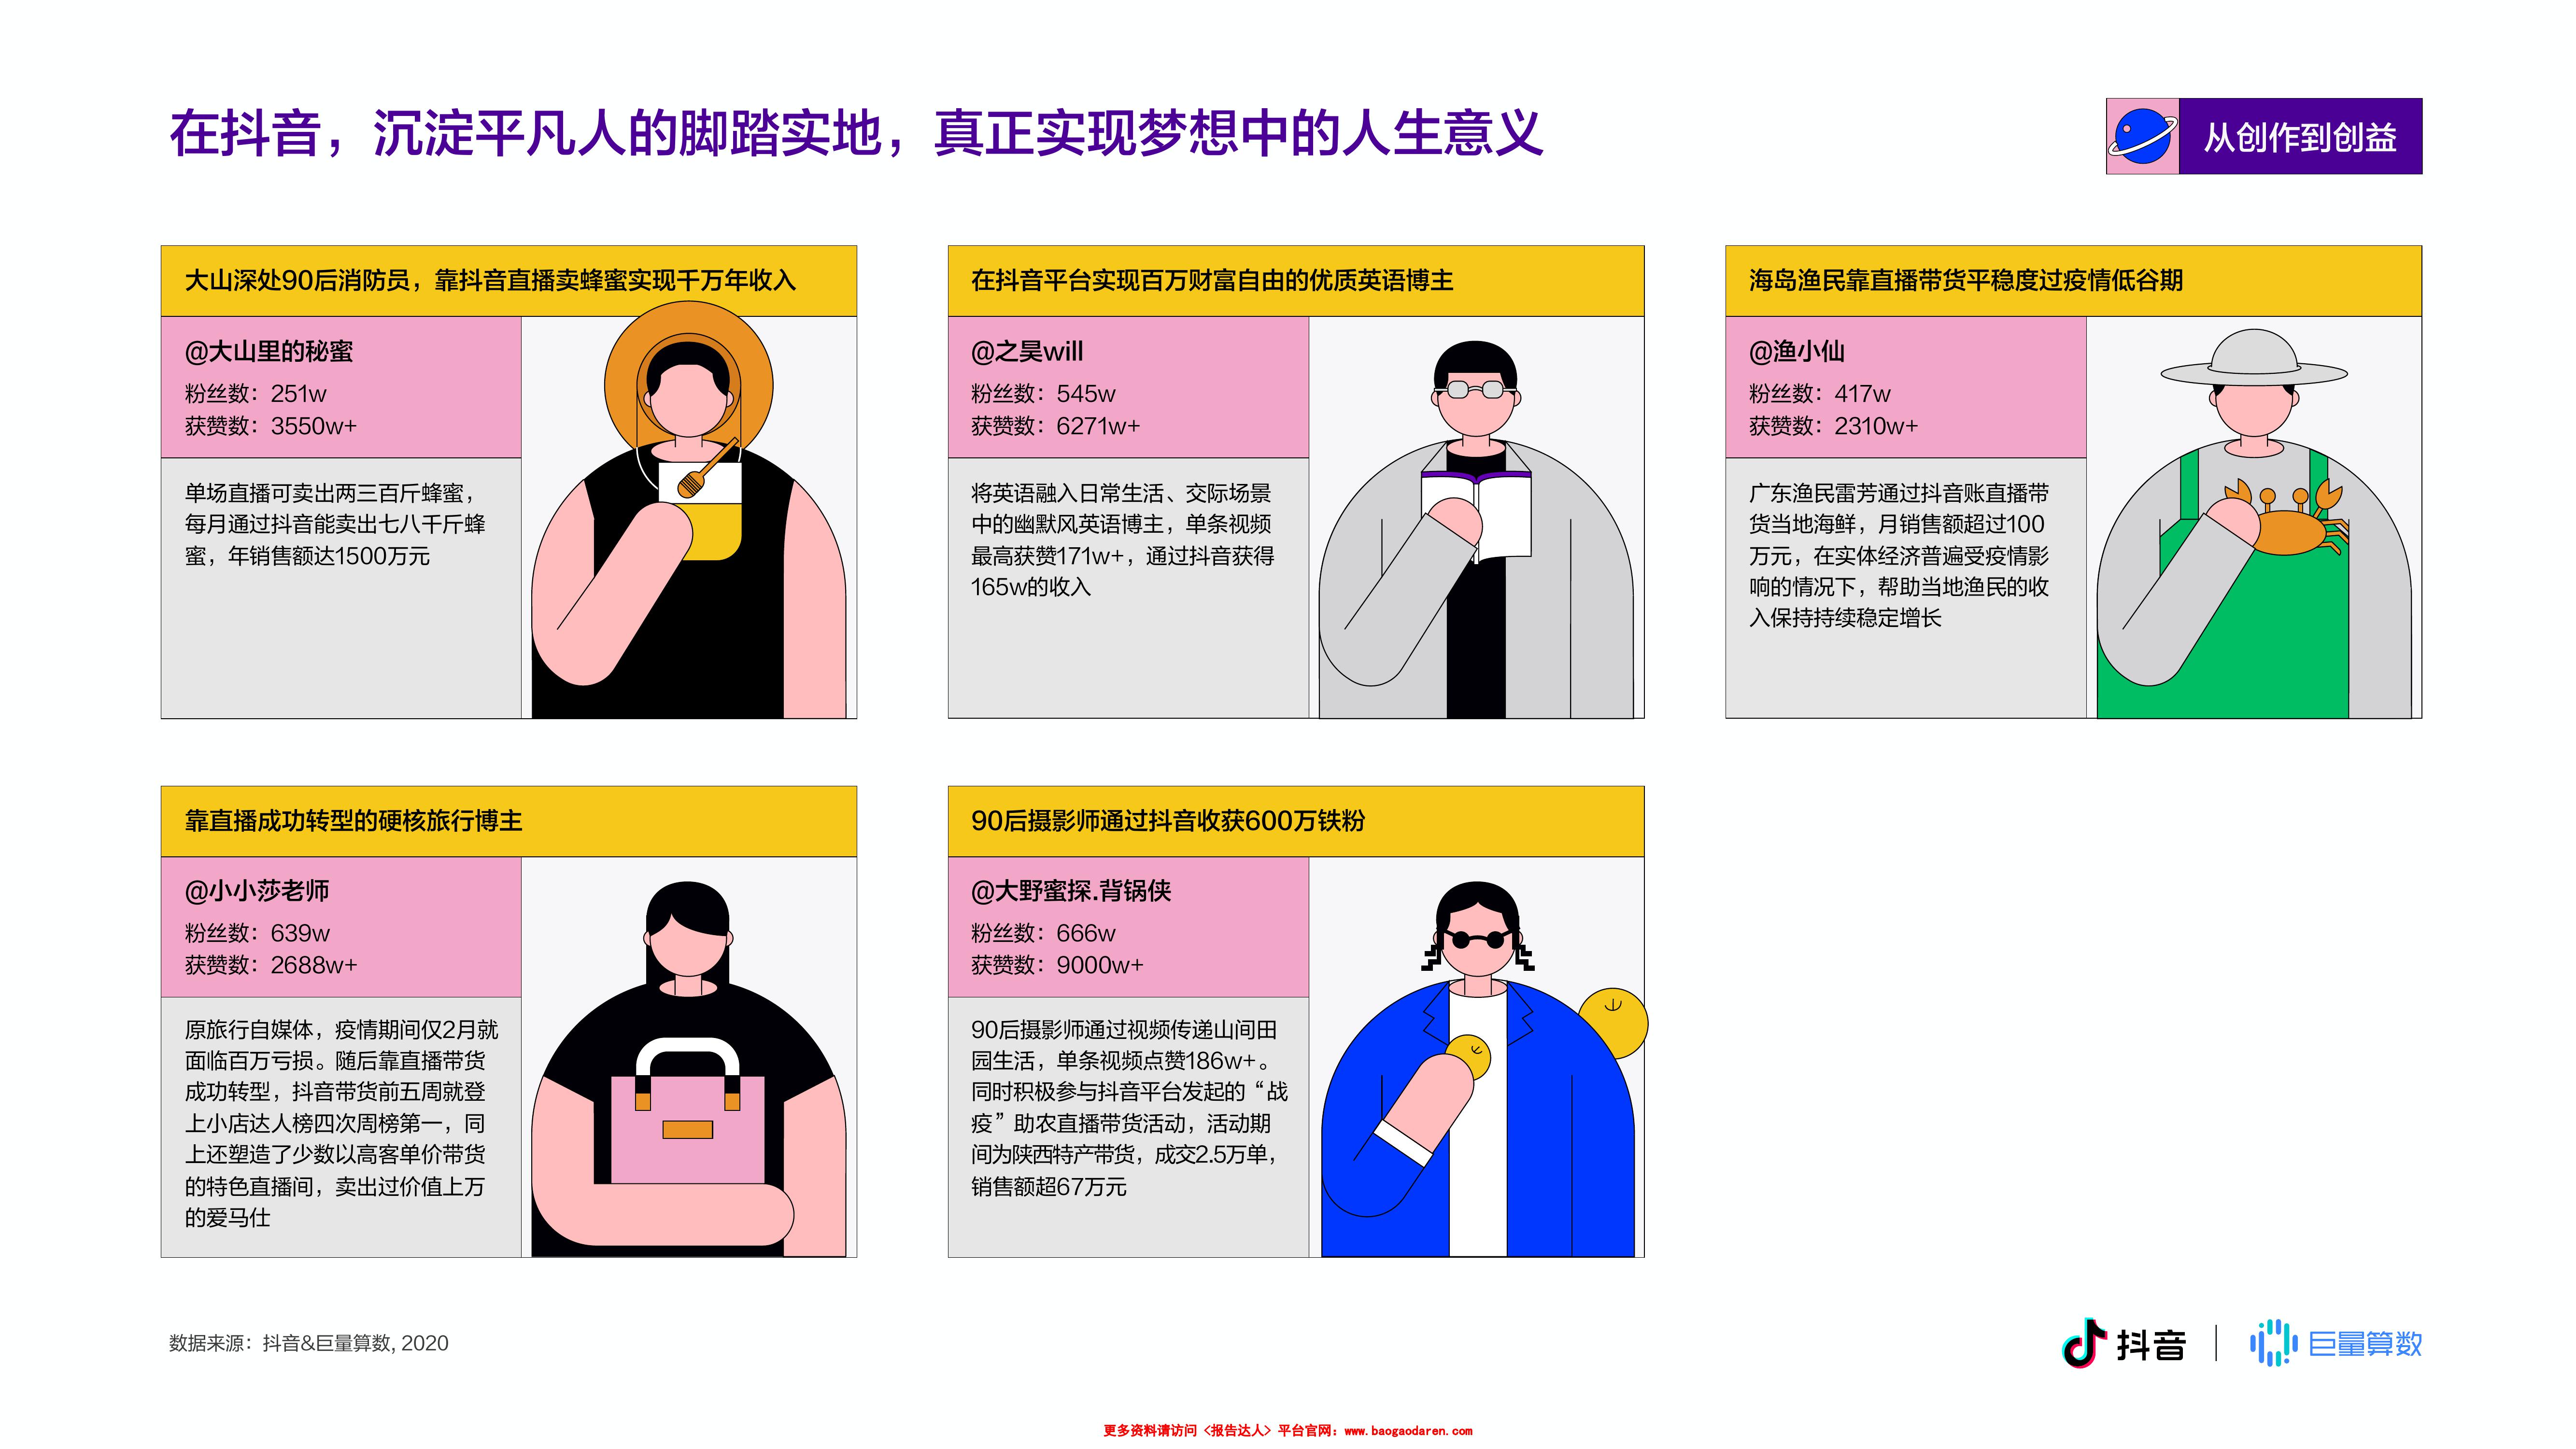 在抖音，沉淀平凡人的脚踏实地，真正实现梦想中的人生意义
从创作到创益
大山深处90后消防员，靠抖音直播卖蜂蜜实现千万年收入
@大山里的秘蜜
粉丝数：251w
获赞数：3550w+
单场直播可卖出两三百斤蜂蜜，
每月通过抖音能卖出七八千斤蜂
蜜，年销售额达1500万元
在抖音平台实现百万财富自由的优质英语博主
@之昊will
粉丝数：545w
获赞数：6271w+
将英语融入日常生活、交际场景
中的幽默风英语博主，单条视频
最高获赞171w+，通过抖音获得
165w的收入
海岛渔民靠直播带货平稳度过疫情低谷期
@渔小仙
粉丝数：417w
获赞数：2310w+
广东渔民雷芳通过抖音账直播带
货当地海鲜，月销售额超过100
万元，在实体经济普遍受疫情影
响的情况下，帮助当地渔民的收
入保持持续稳定增长
靠直播成功转型的硬核旅行博主
@小小莎老师
粉丝数：639w
获赞数：2688w+
原旅行自媒体，疫情期间仅2月就
面临百万亏损。随后靠直播带货
成功转型，抖音带货前五周就登
上小店达人榜四次周榜第一，同
上还塑造了少数以高客单价带货
的特色直播间，卖出过价值上万
的爱马仕
90后摄影师通过抖音收获600万铁粉
@大野蜜探.背锅侠
粉丝数：666w
获赞数：9000w+
90后摄影师通过视频传递山间田
园生活，单条视频点赞186w+。
同时积极参与抖音平台发起的“战
疫”助农直播带货活动，活动期
间为陕西特产带货，成交2.5万单，
销售额超67万元
数据来源：抖音&巨量算数, 2020
抖音
巨量算数
更多资料请访问<报告达人>平台官网：www.baogaodaren.com